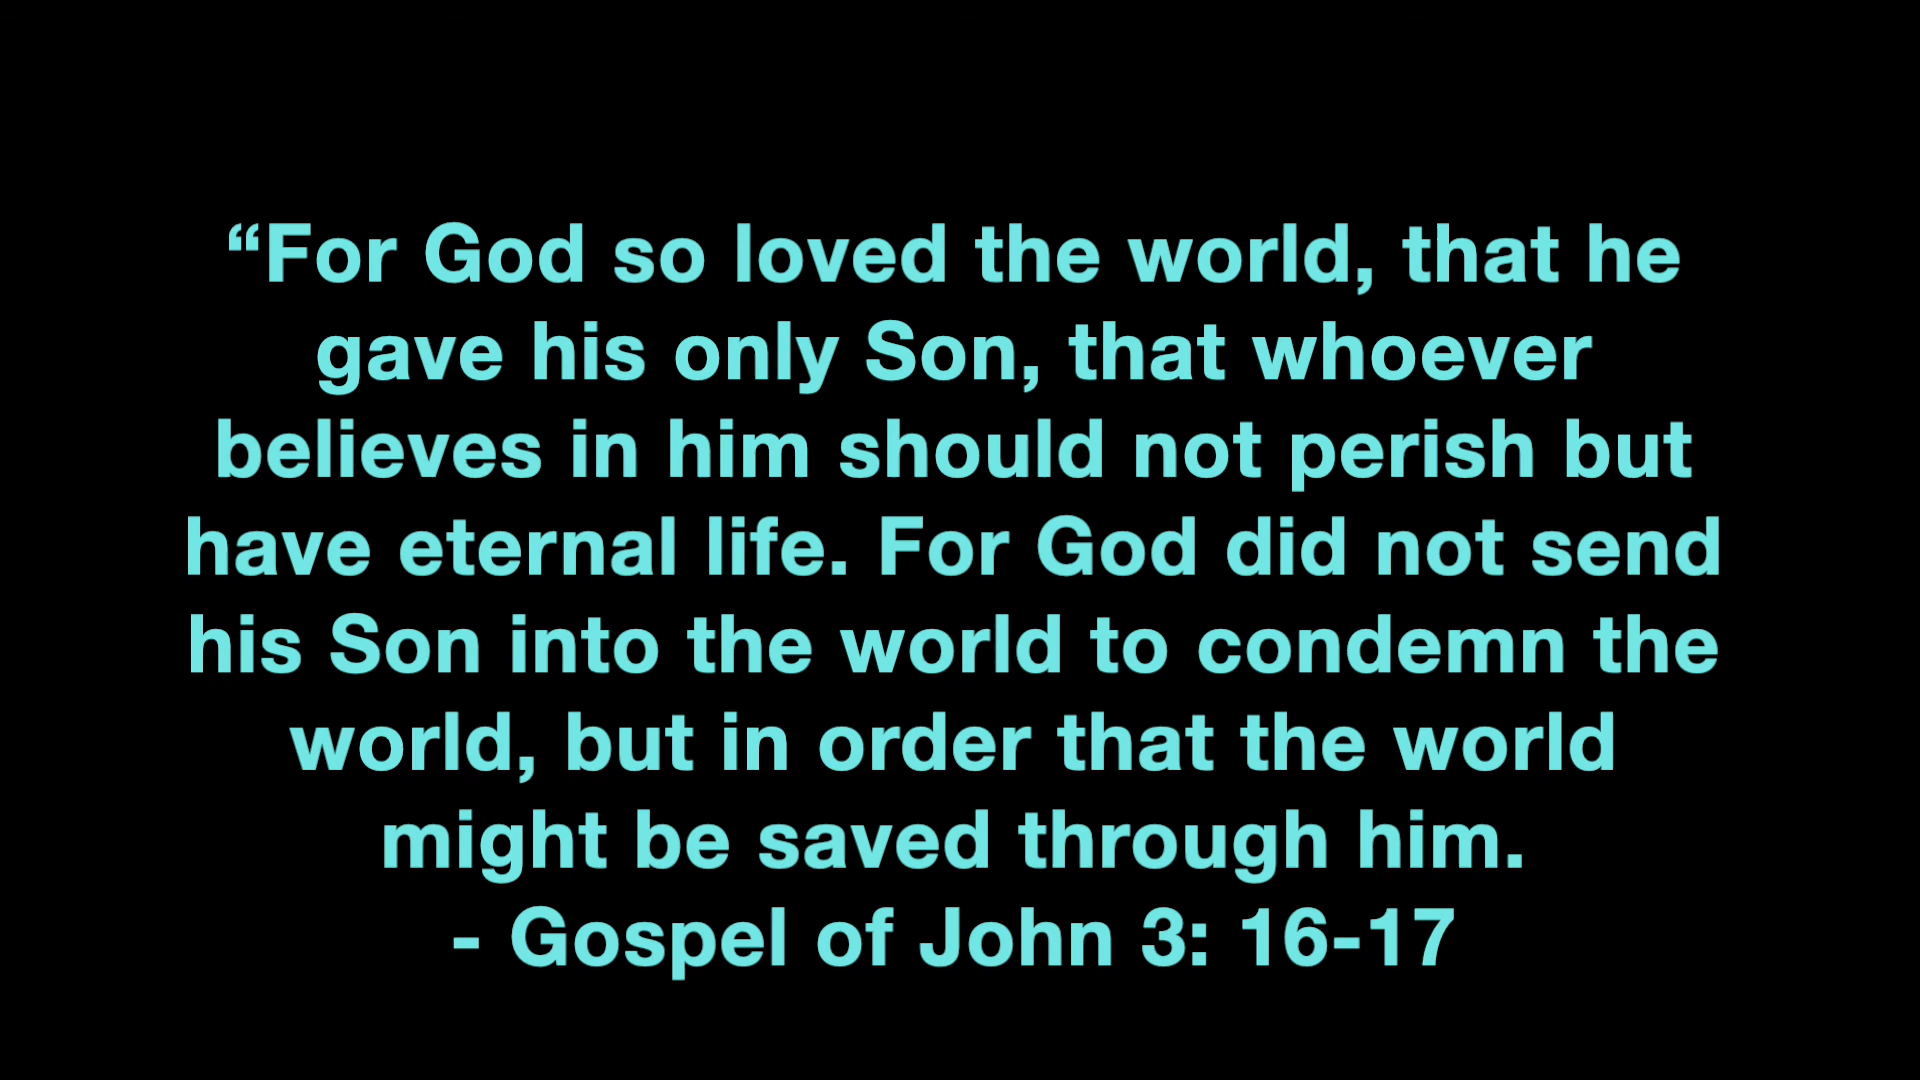 “For God so loved the world, that he
gave his only Son, that whoever
believes in him should not perish but
have eternal life. For God did not send
his Son into the world to condemn the
world, but in order that the world
might be saved through him.
- Gospel of John 3: 16-17